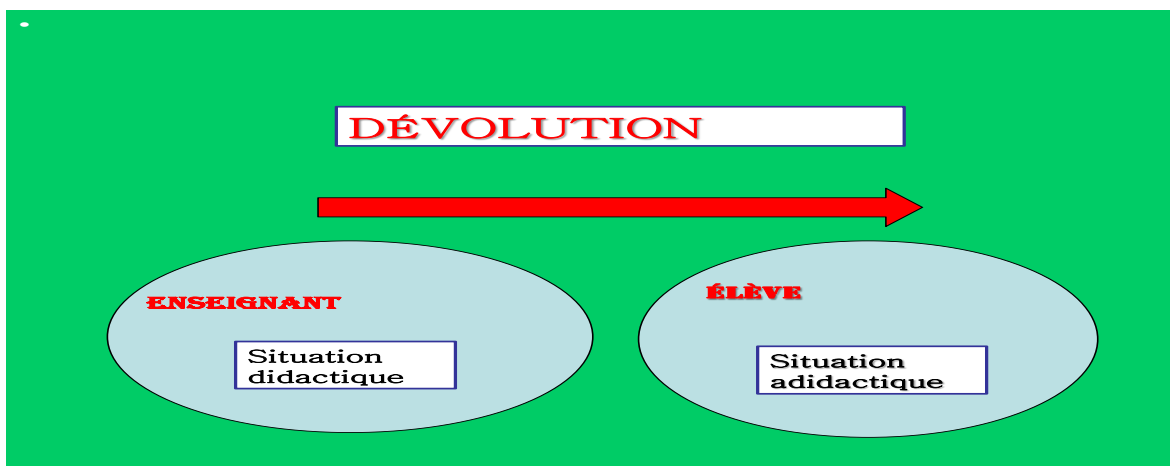 DÉVOLUTION
ENSEIGNANT
Situation
didactique
ÉLÈVE
Situation
adidactique